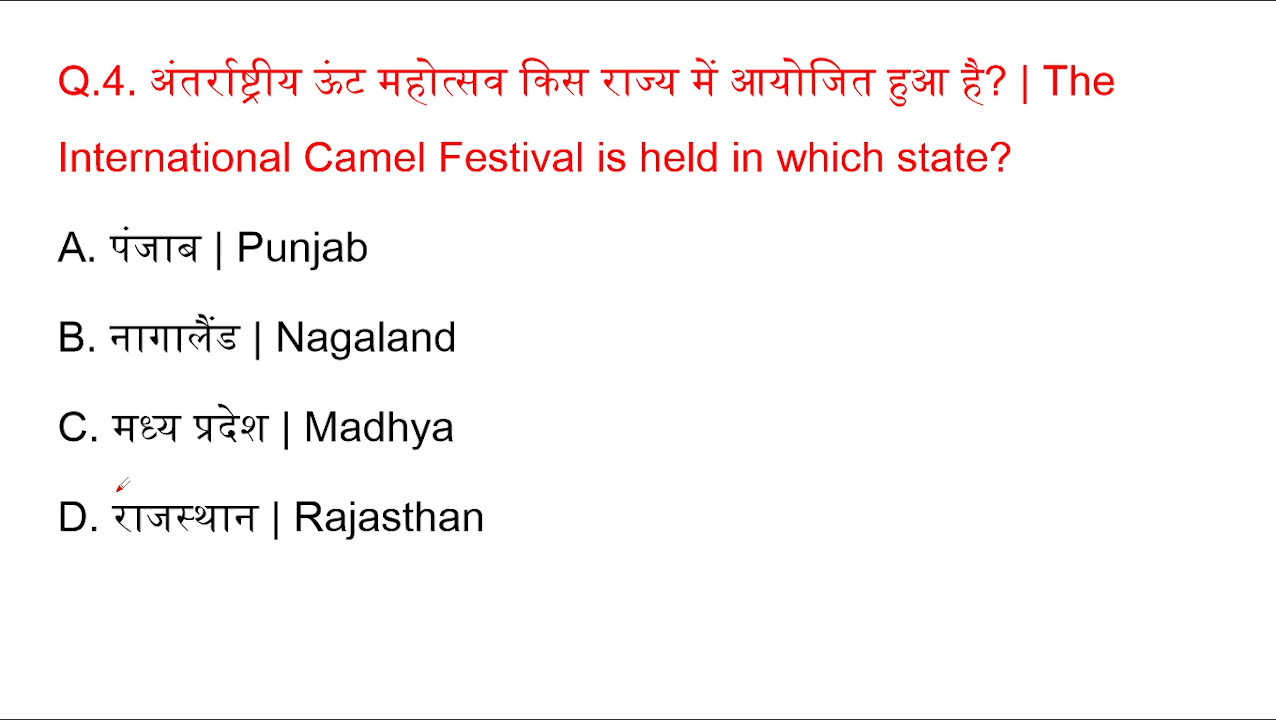 Q.4. अंतर्राष्ट्रीय ऊंट महोत्सव किस राज्य में आयोजित हुआ है? | The
International Camel Festival is held in which state?
A. पंजाब | Punjab
B. नागालैंड | Nagaland
C. मध्य प्रदेश | Madhya
D. राजस्थान | Rajasthan